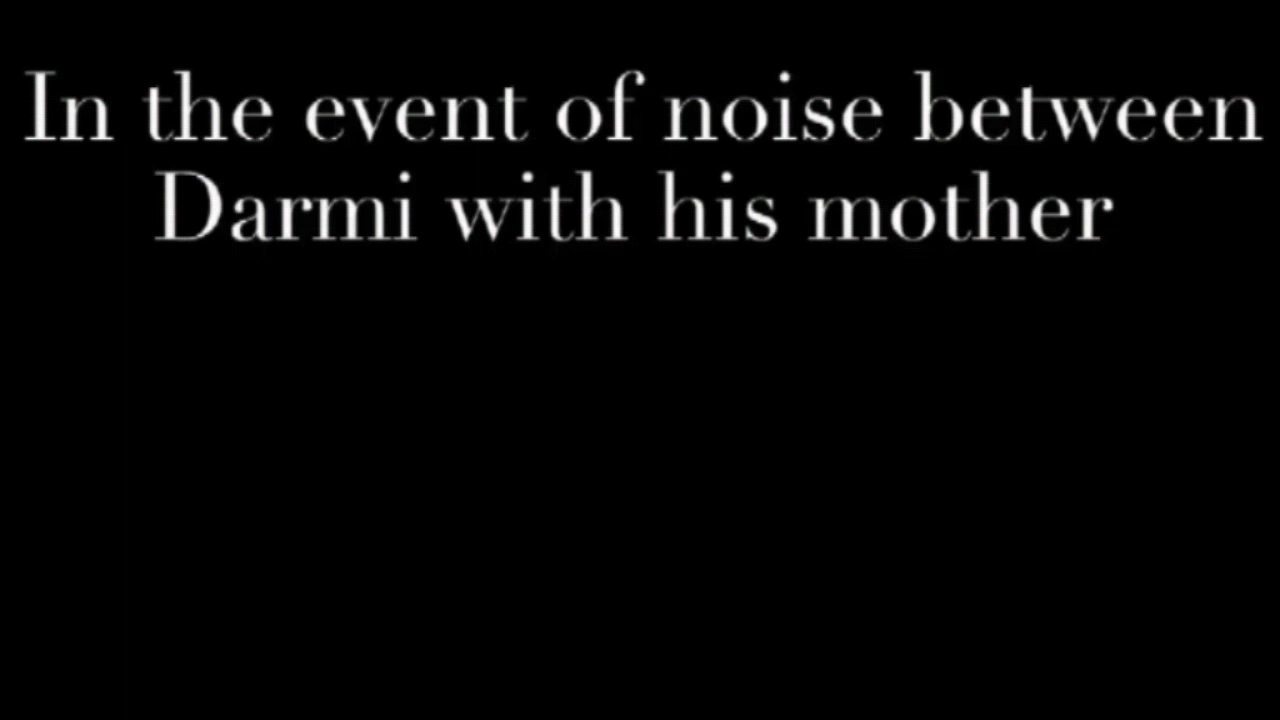 In the event of noise between
Darmi with his mother